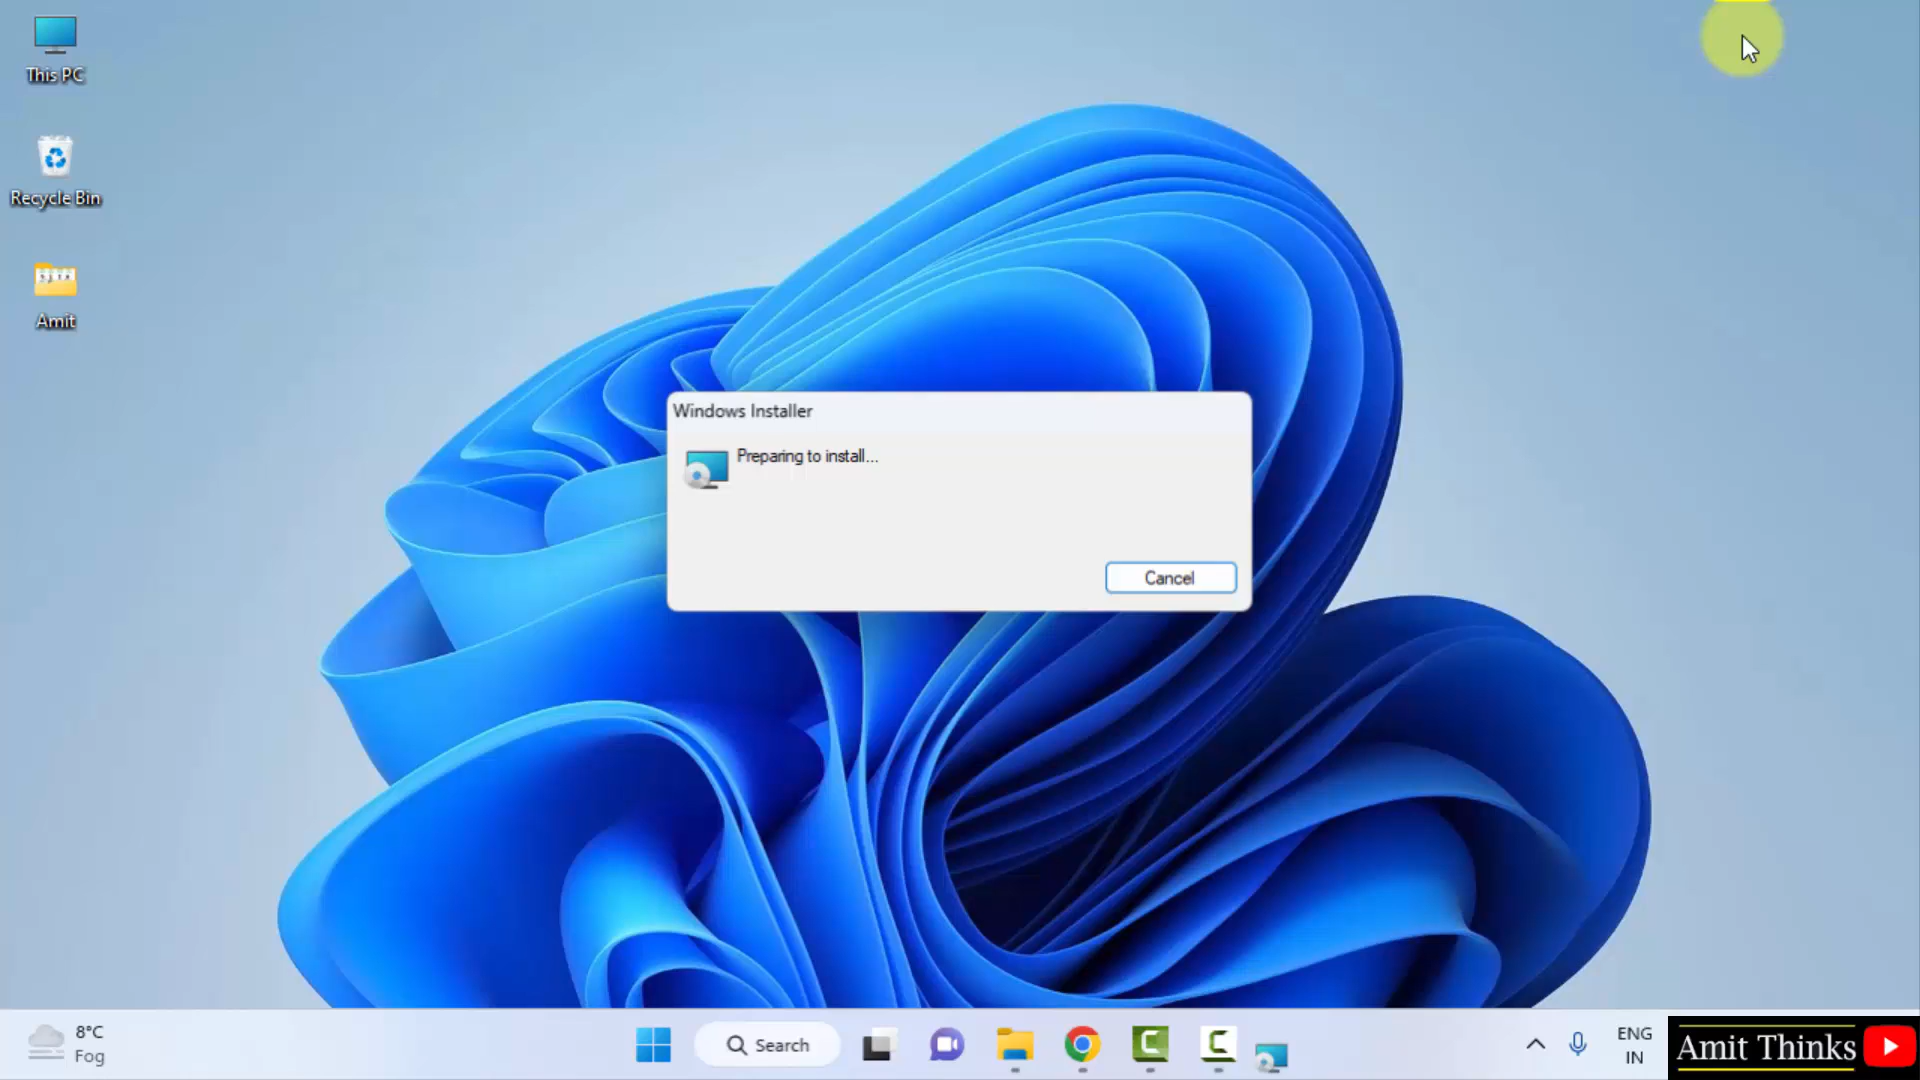 This PC
Recycle Bin
Amit
Windows Installer
Preparing to install...
Cancel
8°C
Fog
Search
ENG
IN
Amit Thinks